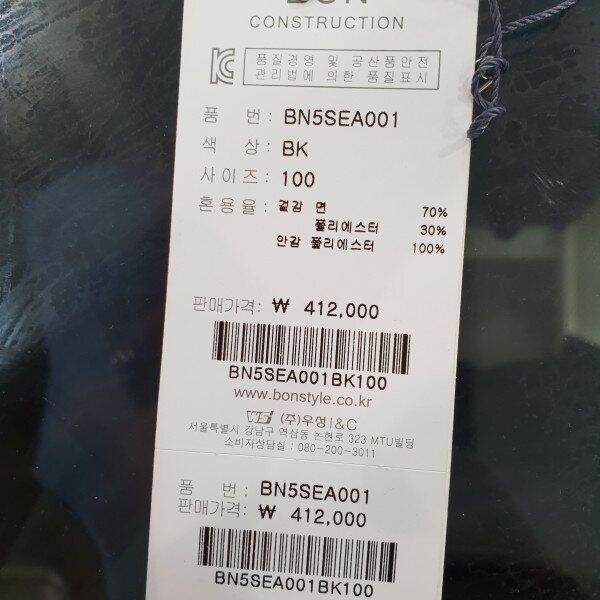 BON
CONSTRUCTION
품질경영 및 공산품안전
관리법에 의한 품질표시
품 번 : BN5SEA001
색 상 : BK
사이즈 : 100
혼용율 : 겉감 면 70%
폴리에스터 30%
안감 폴리에스터 100%
판매가격: ₩ 412,000
BN5SEA001BK100
www.bonstyle.co.kr
(주)우성I&C
서울특별시 강남구 역삼동 논현로 323 MTU빌딩
소비자상담실 : 080-200-3011
품 번: BN5SEA001
판매가격: ₩ 412,000
BN5SEA001BK100